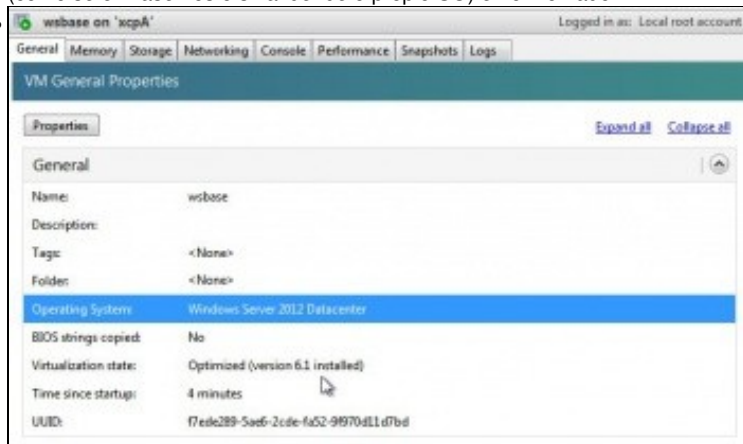 wsbase on 'xcpA' Logged in as: Local root account
General Memory Storage Networking Console Performance Snapshots Logs
VM General Properties
Properties Expand all Collapse all
General
Name: wsbase
Description:
Tags: <None>
Folder: <None>
Operating System: Windows Server 2012 Datacenter
BIOS strings copied: No
Virtualization state: Optimized (version 6.1 installed)
Time since startup: 4 minutes
UUID: f7ede289-5ae6-2cde-fa52-9f970d11d7bd